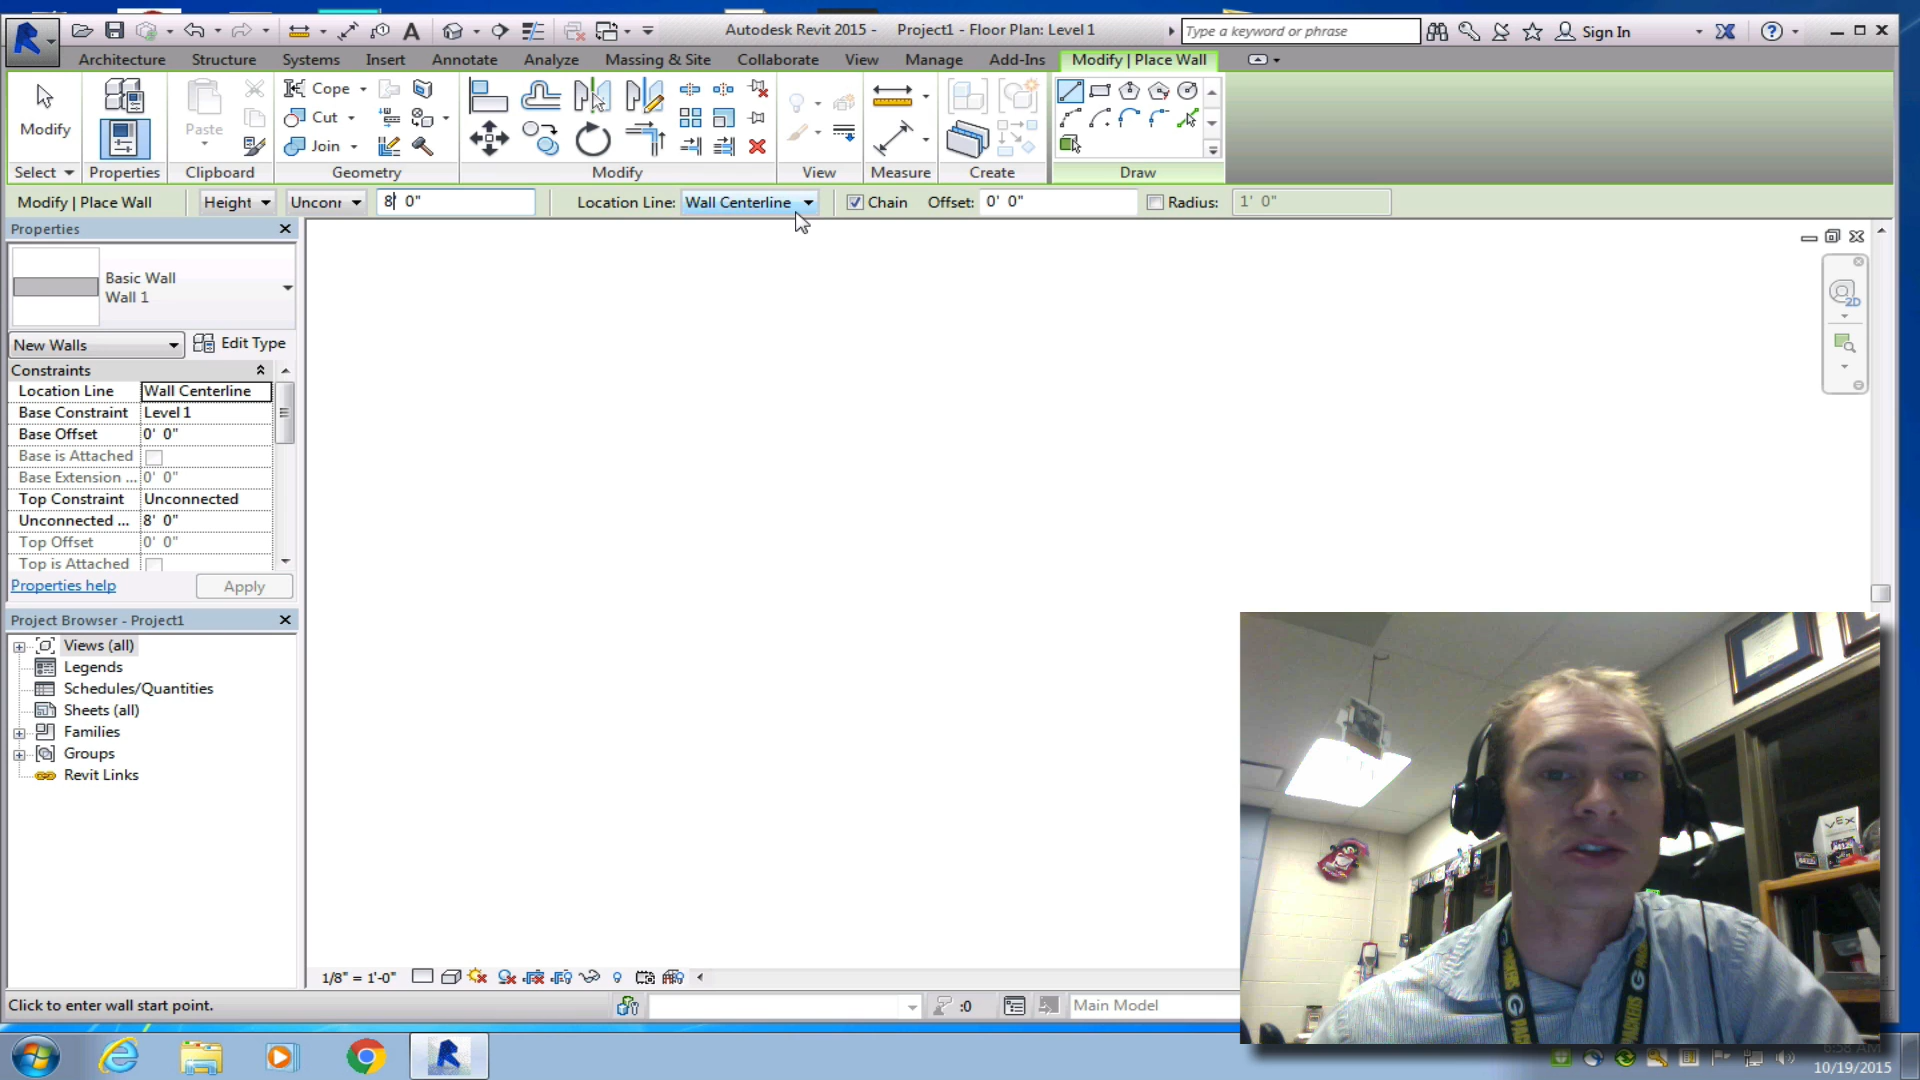 Autodesk Revit 2015 - Project1 - Floor Plan: Level 1
Type a keyword or phrase
Sign In
Architecture Structure Systems Insert Annotate Analyze Massing & Site Collaborate View Manage Add-Ins Modify | Place Wall
Modify
Paste
Cope
Cut
Join
Select Properties Clipboard Geometry Modify View Measure Create Draw
Modify | Place Wall Height Unconr 8' 0" Location Line: Wall Centerline Chain Offset: 0' 0" Radius: 1' 0"
Properties
Basic Wall
Wall 1
New Walls Edit Type
Constraints
Location Line Wall Centerline
Base Constraint Level 1
Base Offset 0' 0"
Base is Attached
Base Extension ... 0' 0"
Top Constraint Unconnected
Unconnected ... 8' 0"
Top Offset 0' 0"
Top is Attached
Properties help Apply
Project Browser - Project1
Views (all)
Legends
Schedules/Quantities
Sheets (all)
Families
Groups
Revit Links
2D
1/8" = 1'-0"
Click to enter wall start point.
:0
Main Model
VEX
PACKERS
10/19/2015